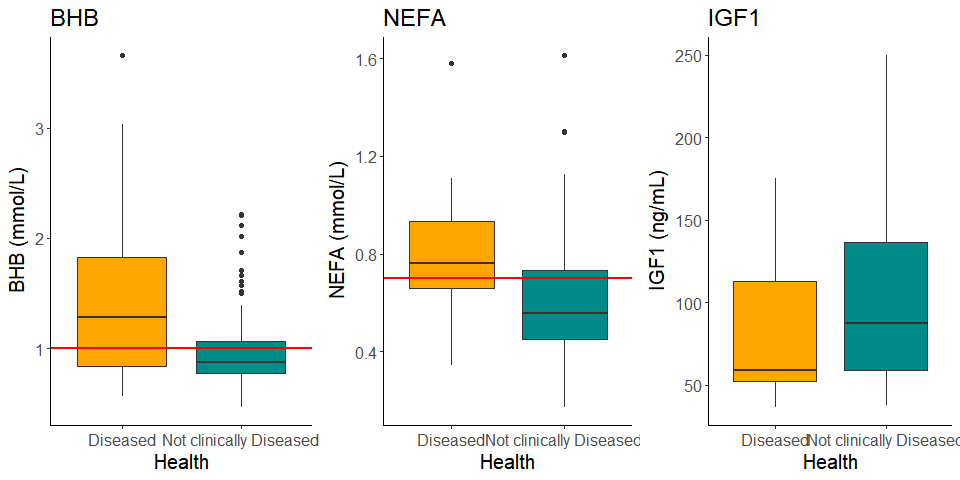 BHB
BHB (mmol/L)
3
2
1
Diseased
Not clinically Diseased
Health
NEFA
NEFA (mmol/L)
1.6
1.2
0.8
0.4
Diseased
Not clinically Diseased
Health
IGF1
IGF1 (ng/mL)
250
200
150
100
50
Diseased
Not clinically Diseased
Health